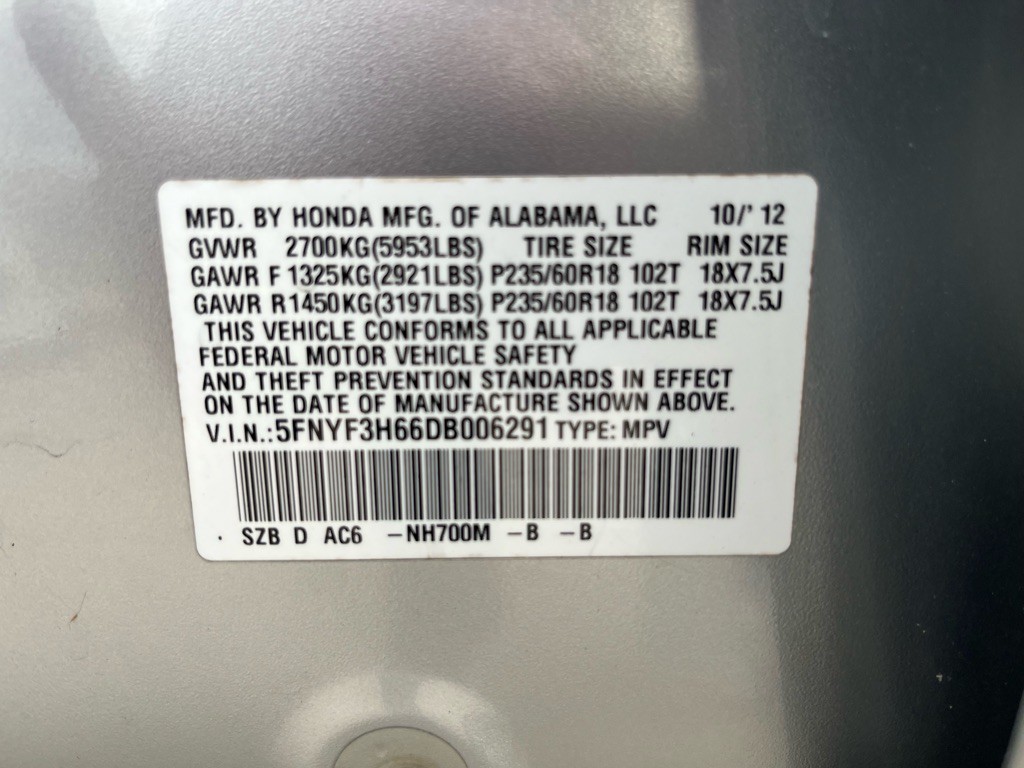 MFD. BY HONDA MFG. OF ALABAMA, LLC 10/' 12
GVWR 2700KG(5953LBS) TIRE SIZE RIM SIZE
GAWR F 1325KG(2921LBS) P235/60R18 102T 18X7.5J
GAWR R1450KG(3197LBS) P235/60R18 102T 18X7.5J
THIS VEHICLE CONFORMS TO ALL APPLICABLE
FEDERAL MOTOR VEHICLE SAFETY
AND THEFT PREVENTION STANDARDS IN EFFECT
ON THE DATE OF MANUFACTURE SHOWN ABOVE.
V.I.N.:5FNYF3H66DB006291 TYPE: MPV
· SZB D AC6 –NH700M –B –B